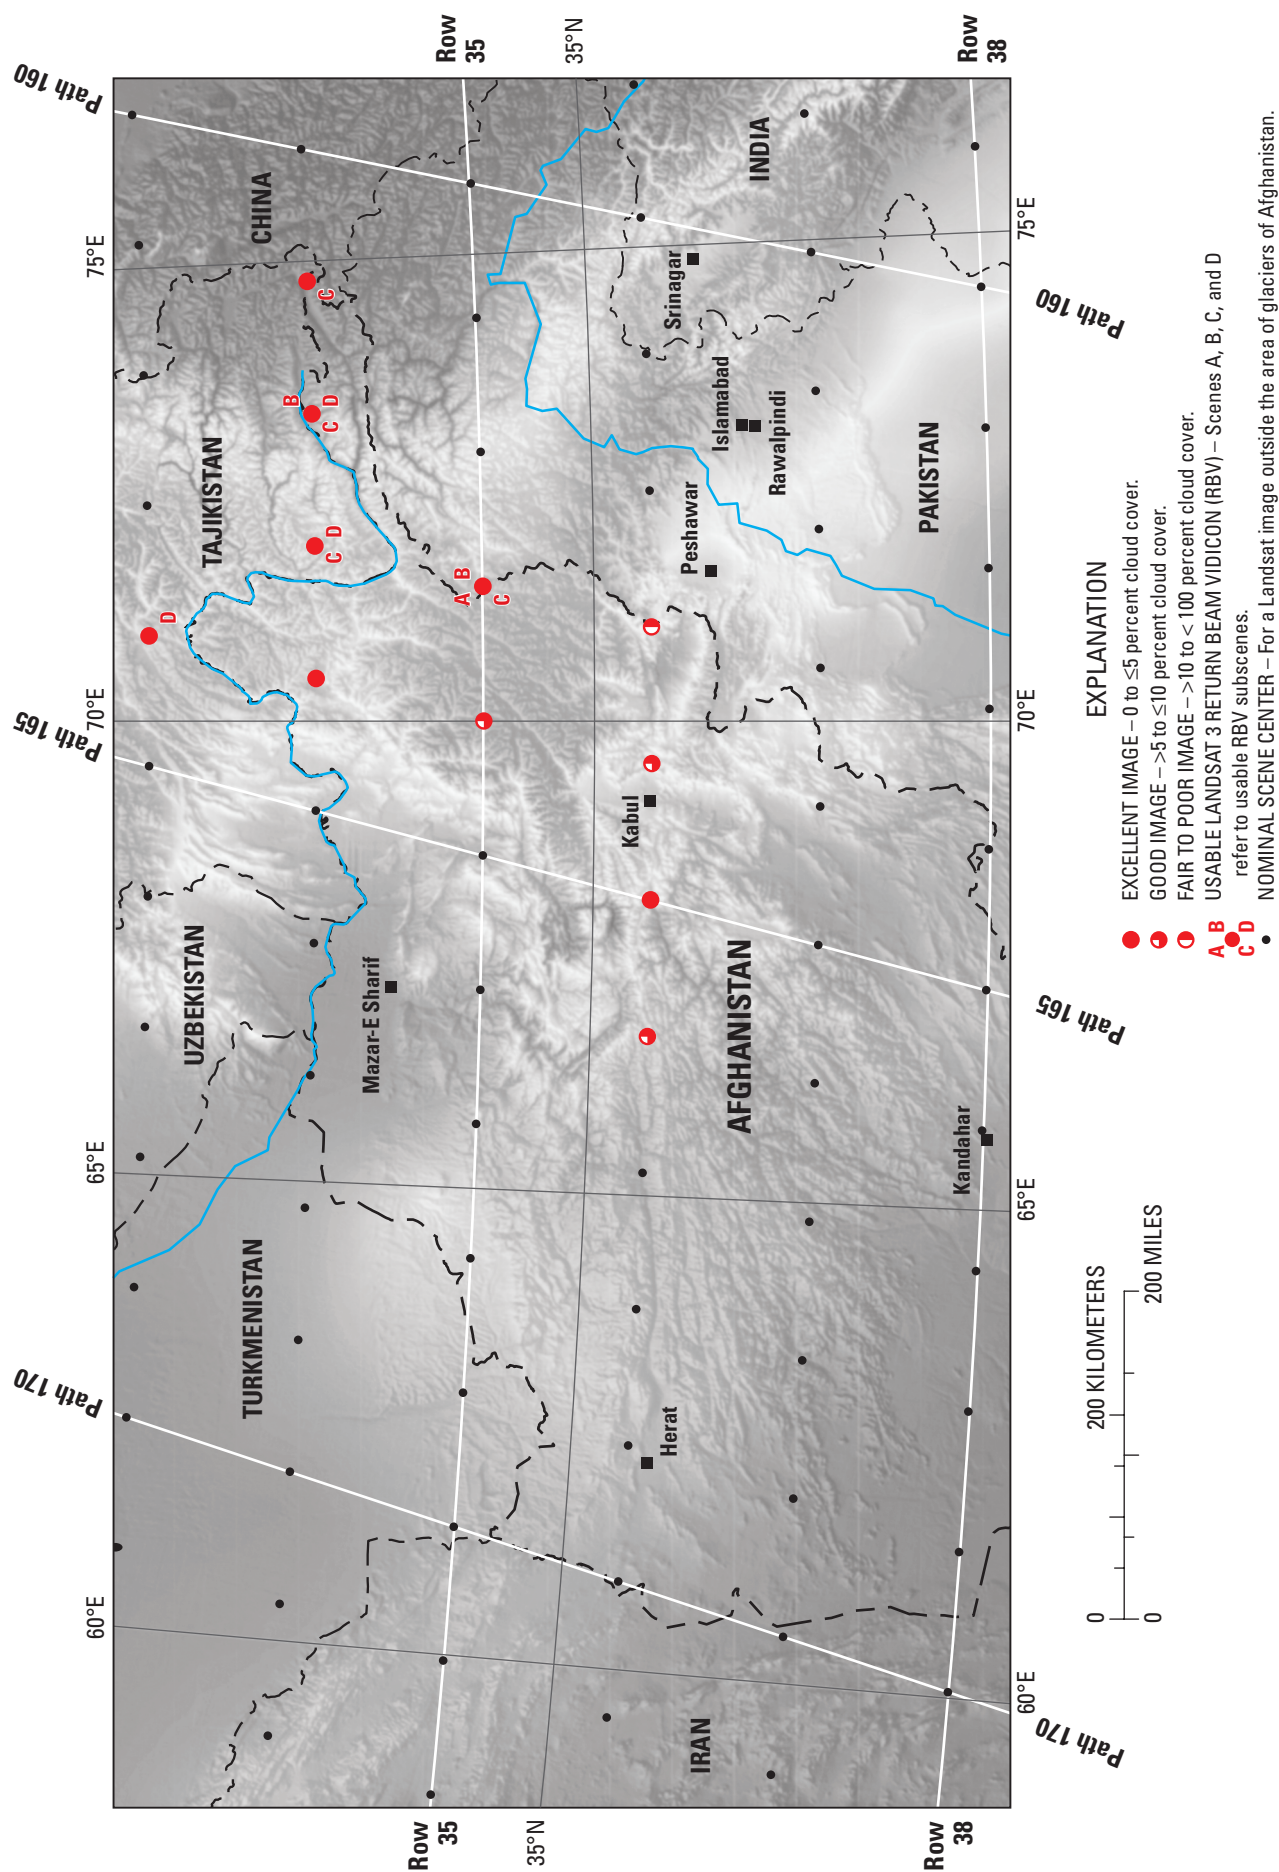 Path 170
Path 165
Path 160
60°E
65°E
70°E
75°E
Row
35
35°N
Row
38
Row
35
35°N
Row
38
TURKMENISTAN
UZBEKISTAN
TAJIKISTAN
CHINA
D
C D
B
C D
C
A B
C
Mazar-E Sharif
Kabul
Herat
Kandahar
AFGHANISTAN
IRAN
Peshawar
Islamabad
Rawalpindi
Srinagar
PAKISTAN
INDIA
60°E
65°E
70°E
75°E
Path 170
Path 165
Path 160
0
200 KILOMETERS
0
200 MILES
EXPLANATION
EXCELLENT IMAGE – 0 to ≤5 percent cloud cover.
GOOD IMAGE – >5 to ≤10 percent cloud cover.
FAIR TO POOR IMAGE – >10 to < 100 percent cloud cover.
A B
C D
USABLE LANDSAT 3 RETURN BEAM VIDICON (RBV) – Scenes A, B, C, and D
refer to usable RBV subscenes.
NOMINAL SCENE CENTER – For a Landsat image outside the area of glaciers of Afghanistan.